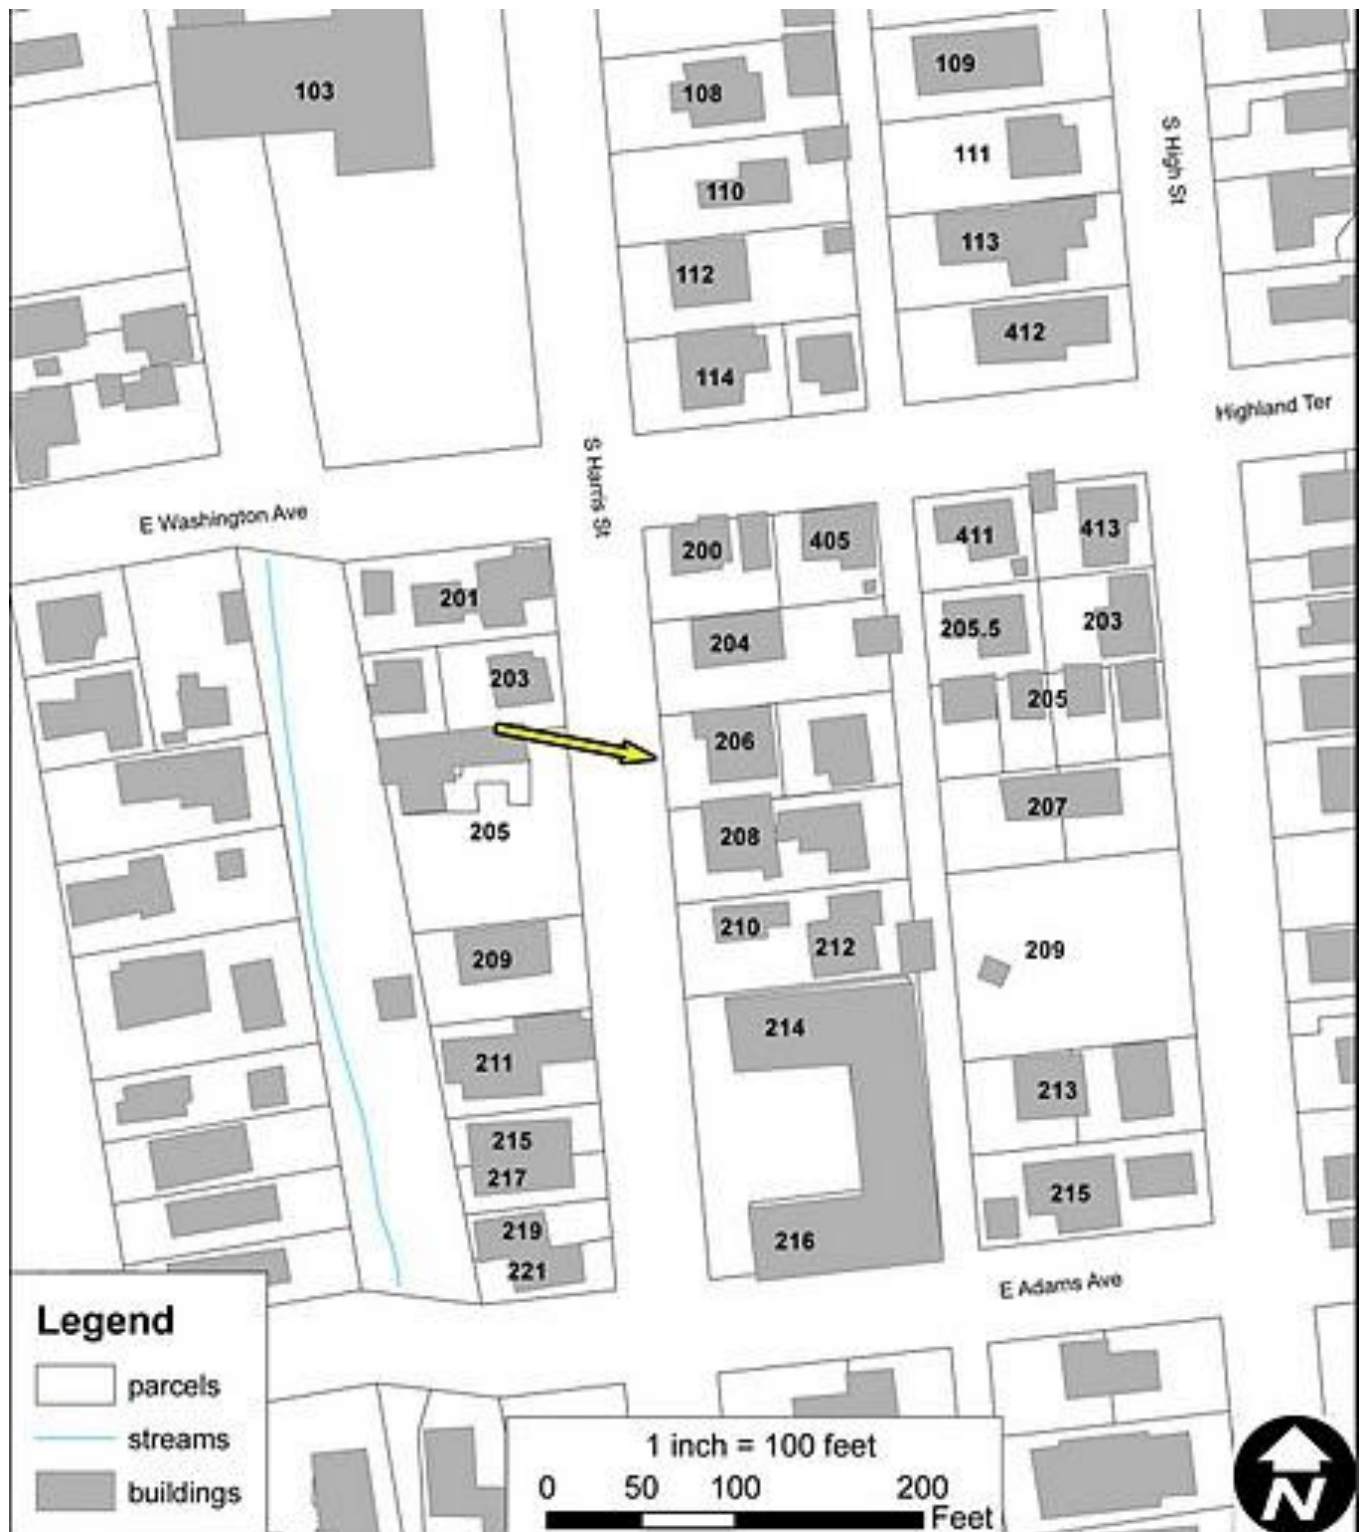 103
108
109
111
S High St
110
113
112
412
114
Highland Ter
S Harris St
E Washington Ave
200
405
411
413
201
204
205.5
203
203
205
206
207
205
208
210
212
209
209
214
211
213
215
217
215
219
216
221
E Adams Ave
Legend
parcels
streams
buildings
1 inch = 100 feet
0 50 100 200
Feet
N